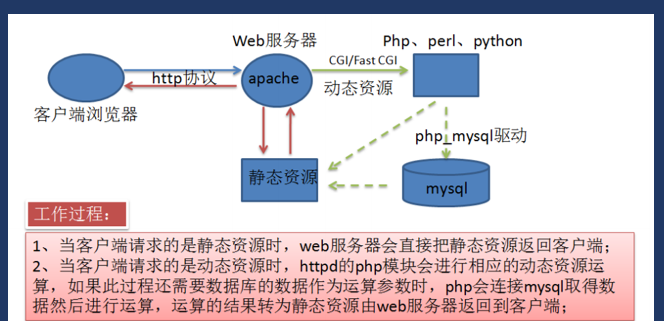 Web服务器
Php、perl、python
CGI/Fast CGI
http协议
apache
动态资源
客户端浏览器
php_mysql驱动
静态资源
mysql
工作过程：
1、当客户端请求的是静态资源时，web服务器会直接把静态资源返回客户端；
2、当客户端请求的是动态资源时，httpd的php模块会进行相应的动态资源运
算，如果此过程还需要数据库的数据作为运算参数时，php会连接mysql取得数
据然后进行运算，运算的结果转为静态资源由web服务器返回到客户端；